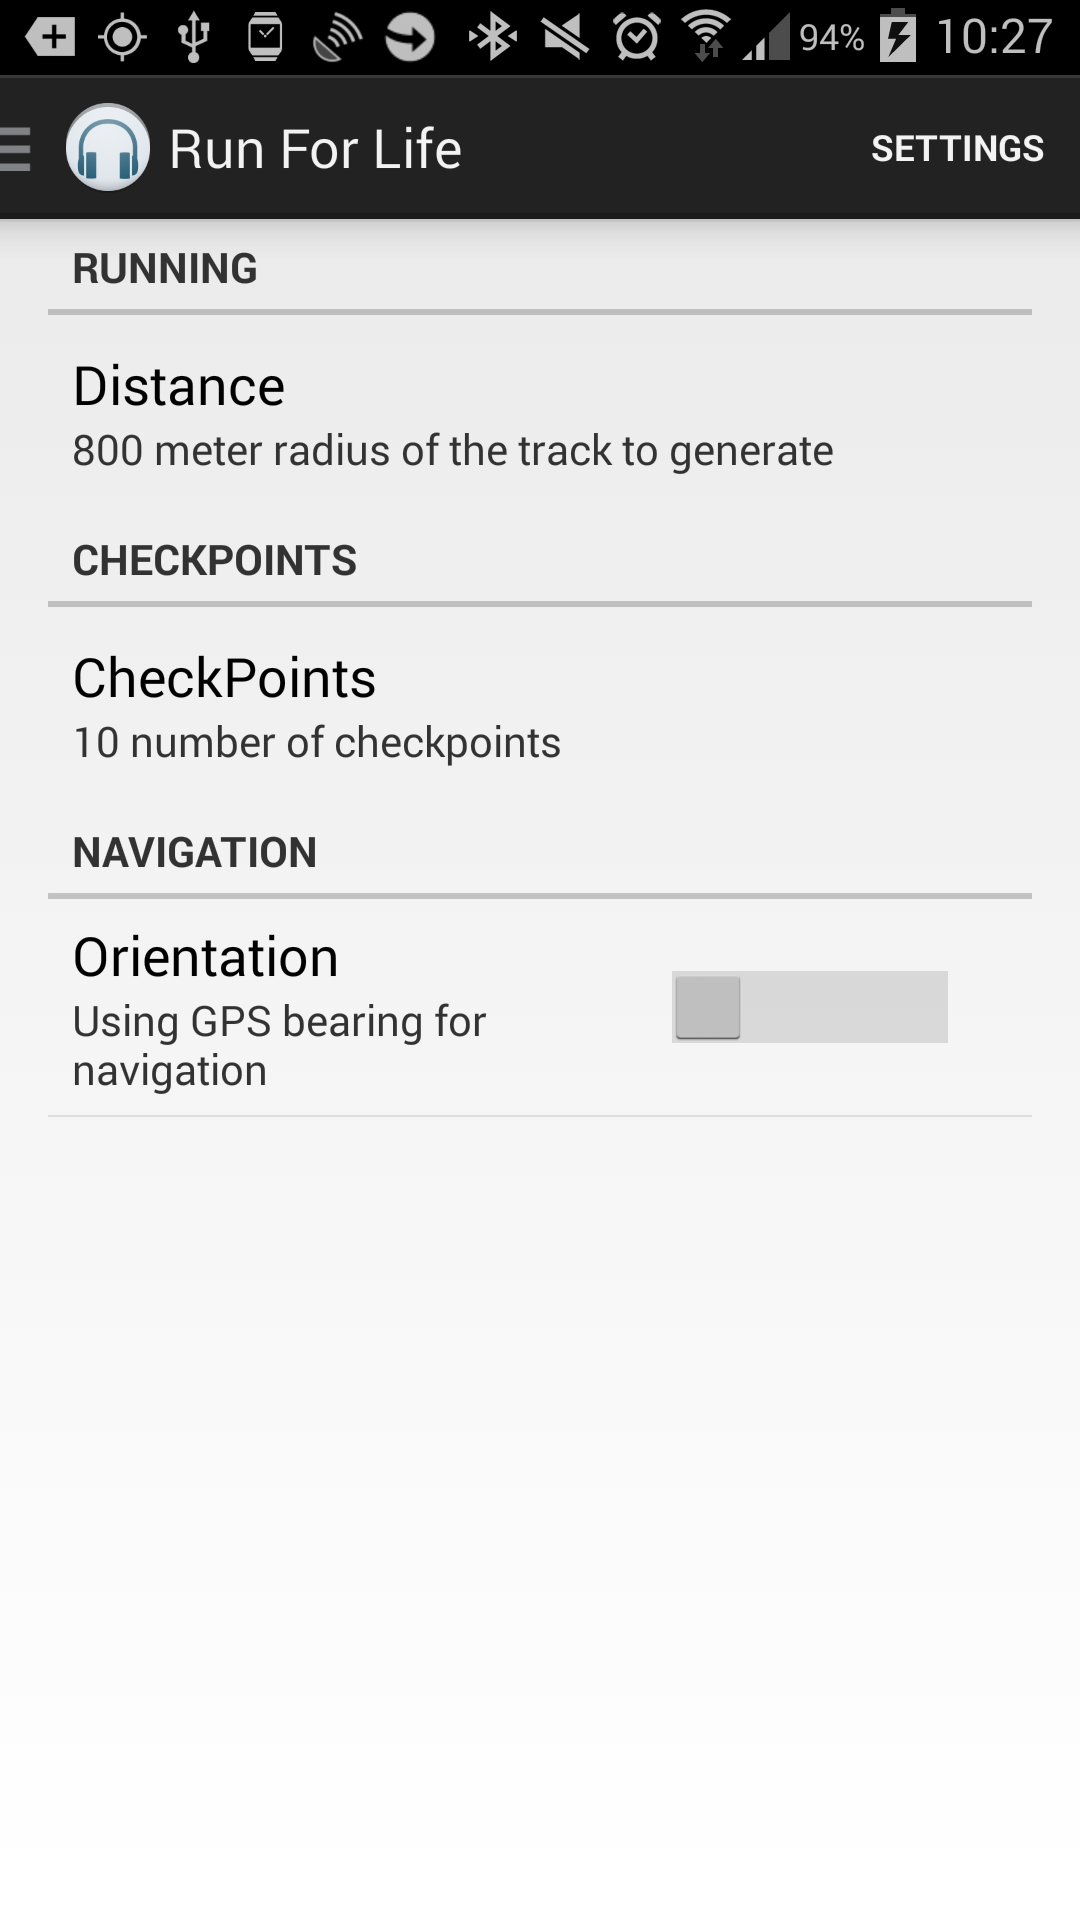 94% 10:27
Run For Life SETTINGS
RUNNING
Distance
800 meter radius of the track to generate
CHECKPOINTS
CheckPoints
10 number of checkpoints
NAVIGATION
Orientation
Using GPS bearing for
navigation